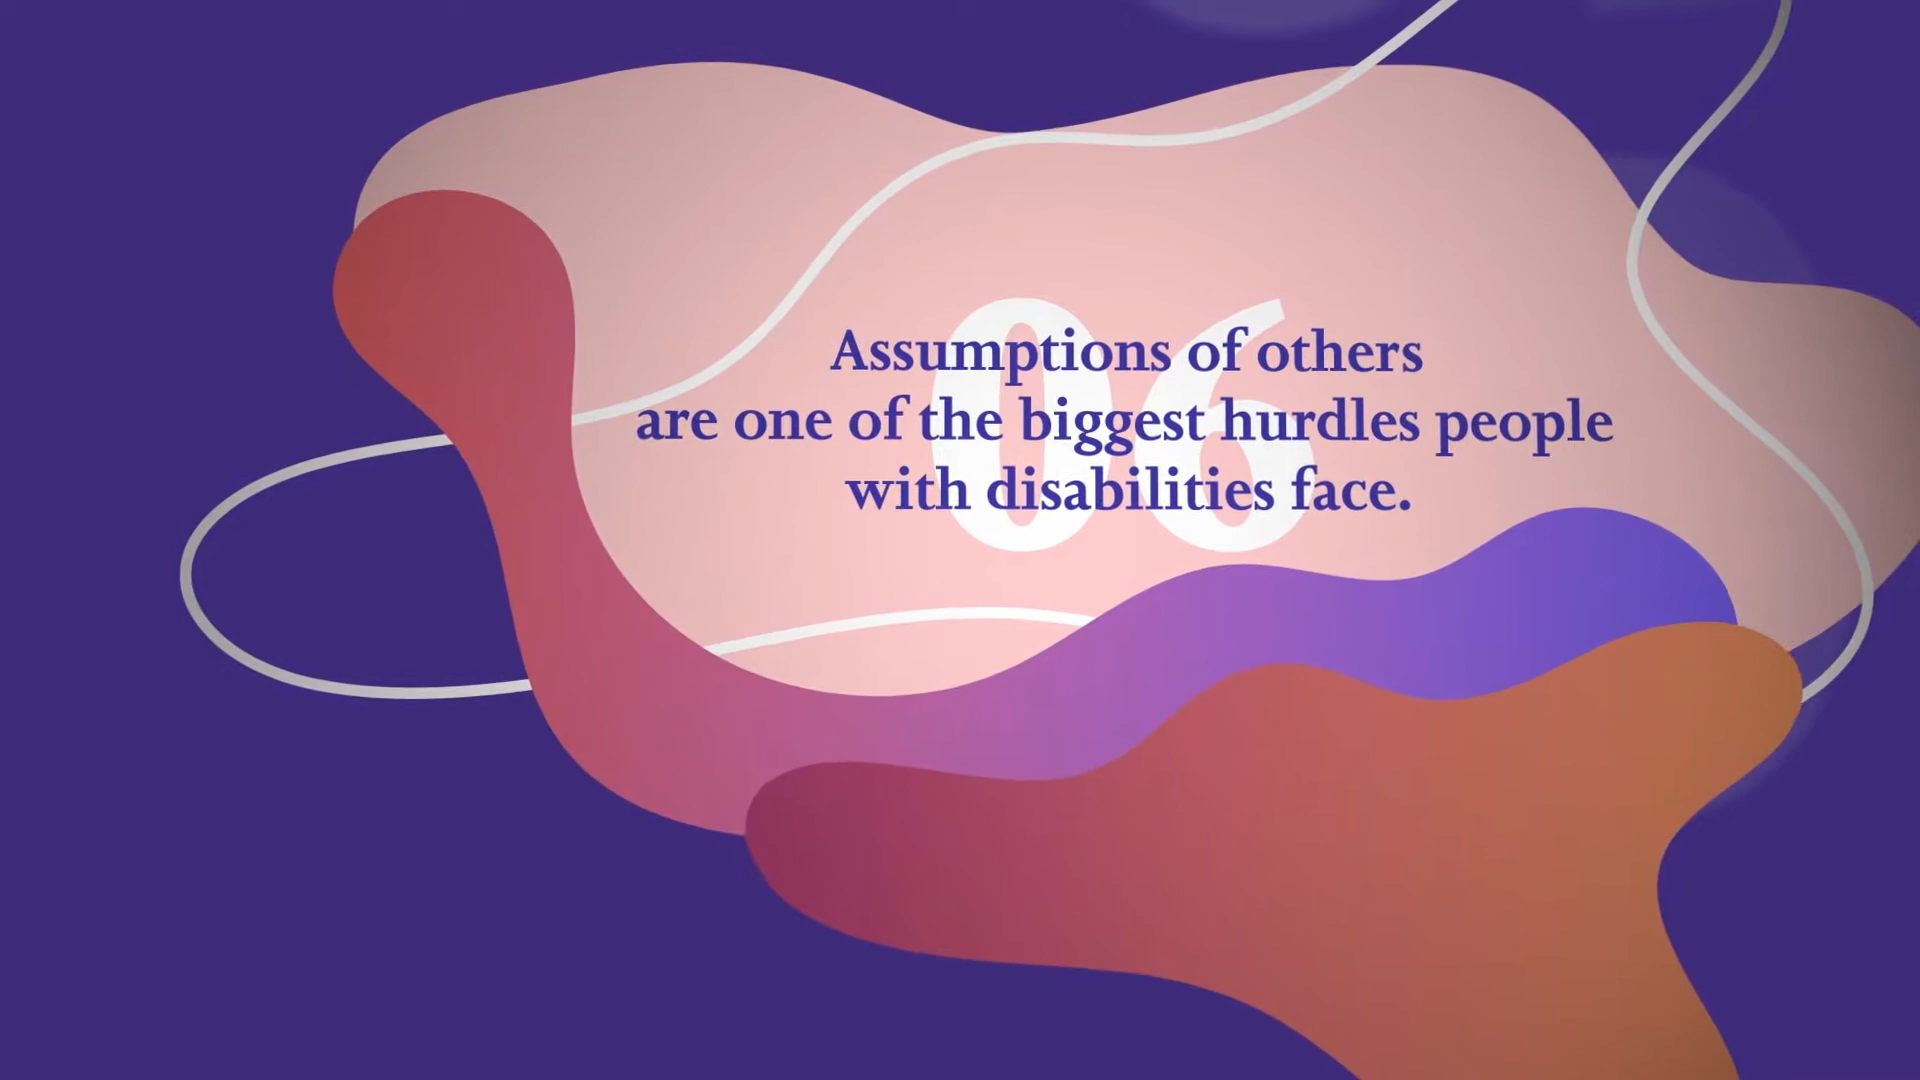 06
Assumptions of others
are one of the biggest hurdles people
with disabilities face.